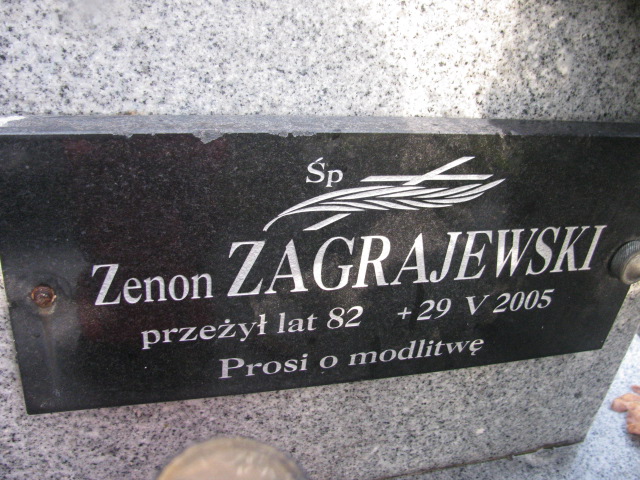 Śp
Zenon ZAGRAJEWSKI
przeżył lat 82 + 29 V 2005
Prosi o modlitwę